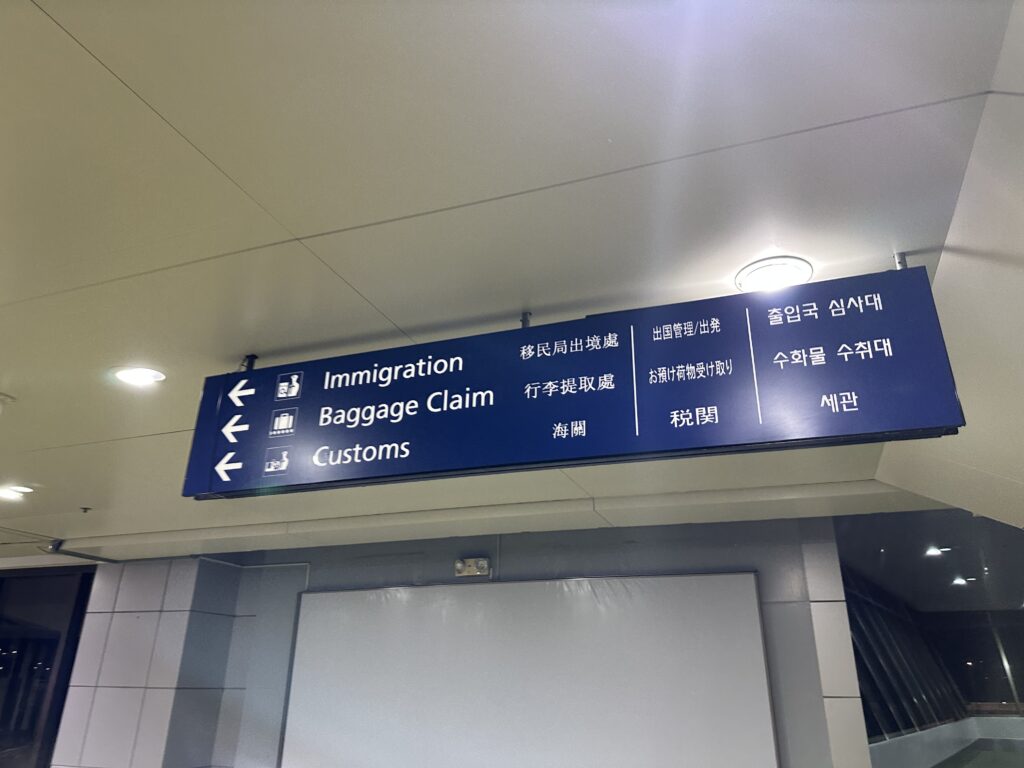 Immigration
Baggage Claim
Customs
移民局出境處
行李提取處
海關
出国管理/出発
お預け荷物受け取り
税関
출입국 심사대
수화물 수취대
세관